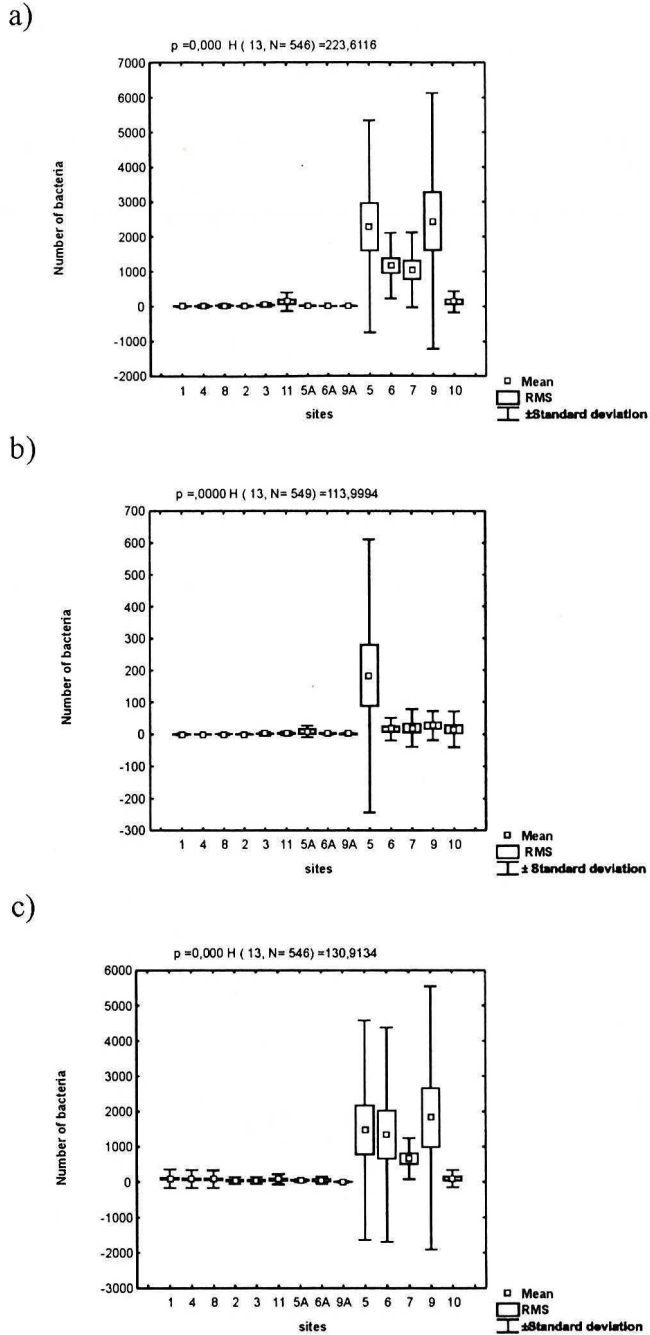 a)
p =0,000 H ( 13, N= 546) =223,6116
7000
6000
5000
4000
3000
2000
1000
0
-1000
-2000
Number of bacteria
1 4 8 2 3 11 5A 6A 9A 5 6 7 9 10
sites
Mean
RMS
±Standard deviation
b)
p =,0000 H ( 13, N= 549) =113,9994
700
600
500
400
300
200
100
0
-100
-200
-300
Number of bacteria
1 4 8 2 3 11 5A 6A 9A 5 6 7 9 10
sites
Mean
RMS
± Standard deviation
c)
p =0,000 H ( 13, N= 546) =130,9134
6000
5000
4000
3000
2000
1000
0
-1000
-2000
-3000
Number of bacteria
1 4 8 2 3 11 5A 6A 9A 5 6 7 9 10
sites
Mean
RMS
±Standard deviation